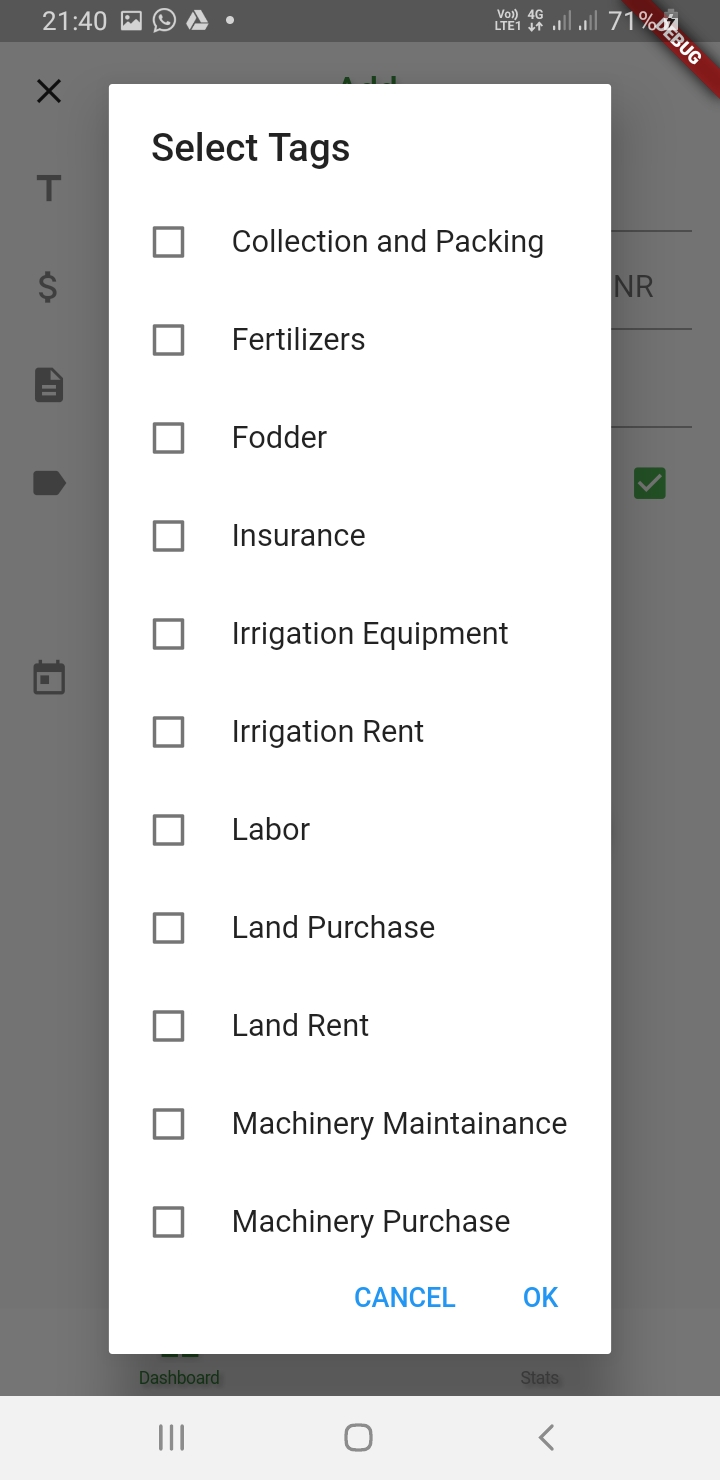 21:40
Vo)) 4G
LTE1
71%
DEBUG
Select Tags
NR
Collection and Packing
Fertilizers
Fodder
Insurance
Irrigation Equipment
Irrigation Rent
Labor
Land Purchase
Land Rent
Machinery Maintainance
Machinery Purchase
CANCEL OK
Dashboard Stats